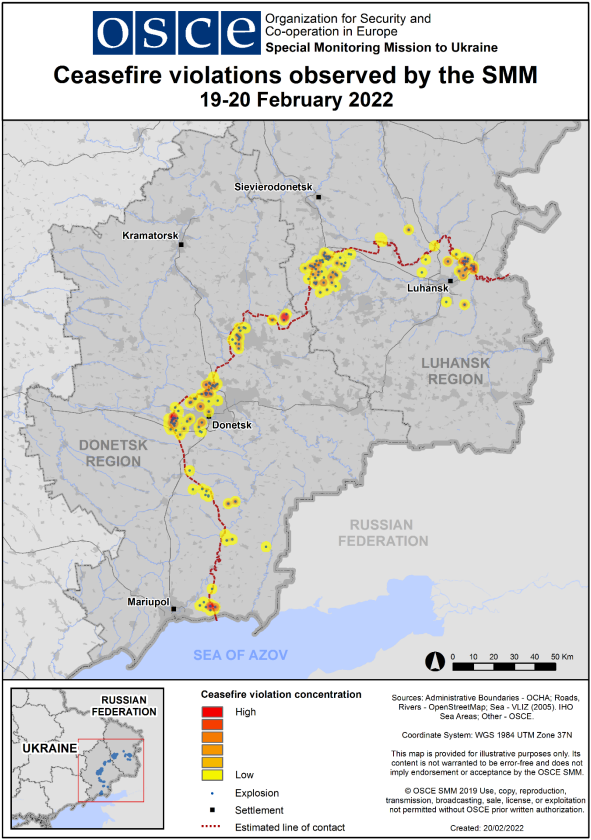 OSCE Organization for Security and
Co-operation in Europe
Special Monitoring Mission to Ukraine
Ceasefire violations observed by the SMM
19-20 February 2022
Sievierodonetsk
Kramatorsk
Luhansk
LUHANSK
REGION
Donetsk
DONETSK
REGION
RUSSIAN
FEDERATION
Mariupol
SEA OF AZOV
0 10 20 30 40 50 Km
RUSSIAN
FEDERATION
UKRAINE
Ceasefire violation concentration
High
Low
Explosion
Settlement
Estimated line of contact
Sources: Administrative Boundaries - OCHA; Roads,
Rivers - OpenStreetMap; Sea - VLIZ (2005). IHO
Sea Areas; Other - OSCE.
Coordinate System: WGS 1984 UTM Zone 37N
This map is provided for illustrative purposes only. Its
content is not warranted to be error-free and does not
imply endorsement or acceptance by the OSCE SMM.
© OSCE SMM 2019 Use, copy, reproduction,
transmission, broadcasting, sale, license, or exploitation
not permitted without OSCE prior written authorization.
Created: 20/02/2022